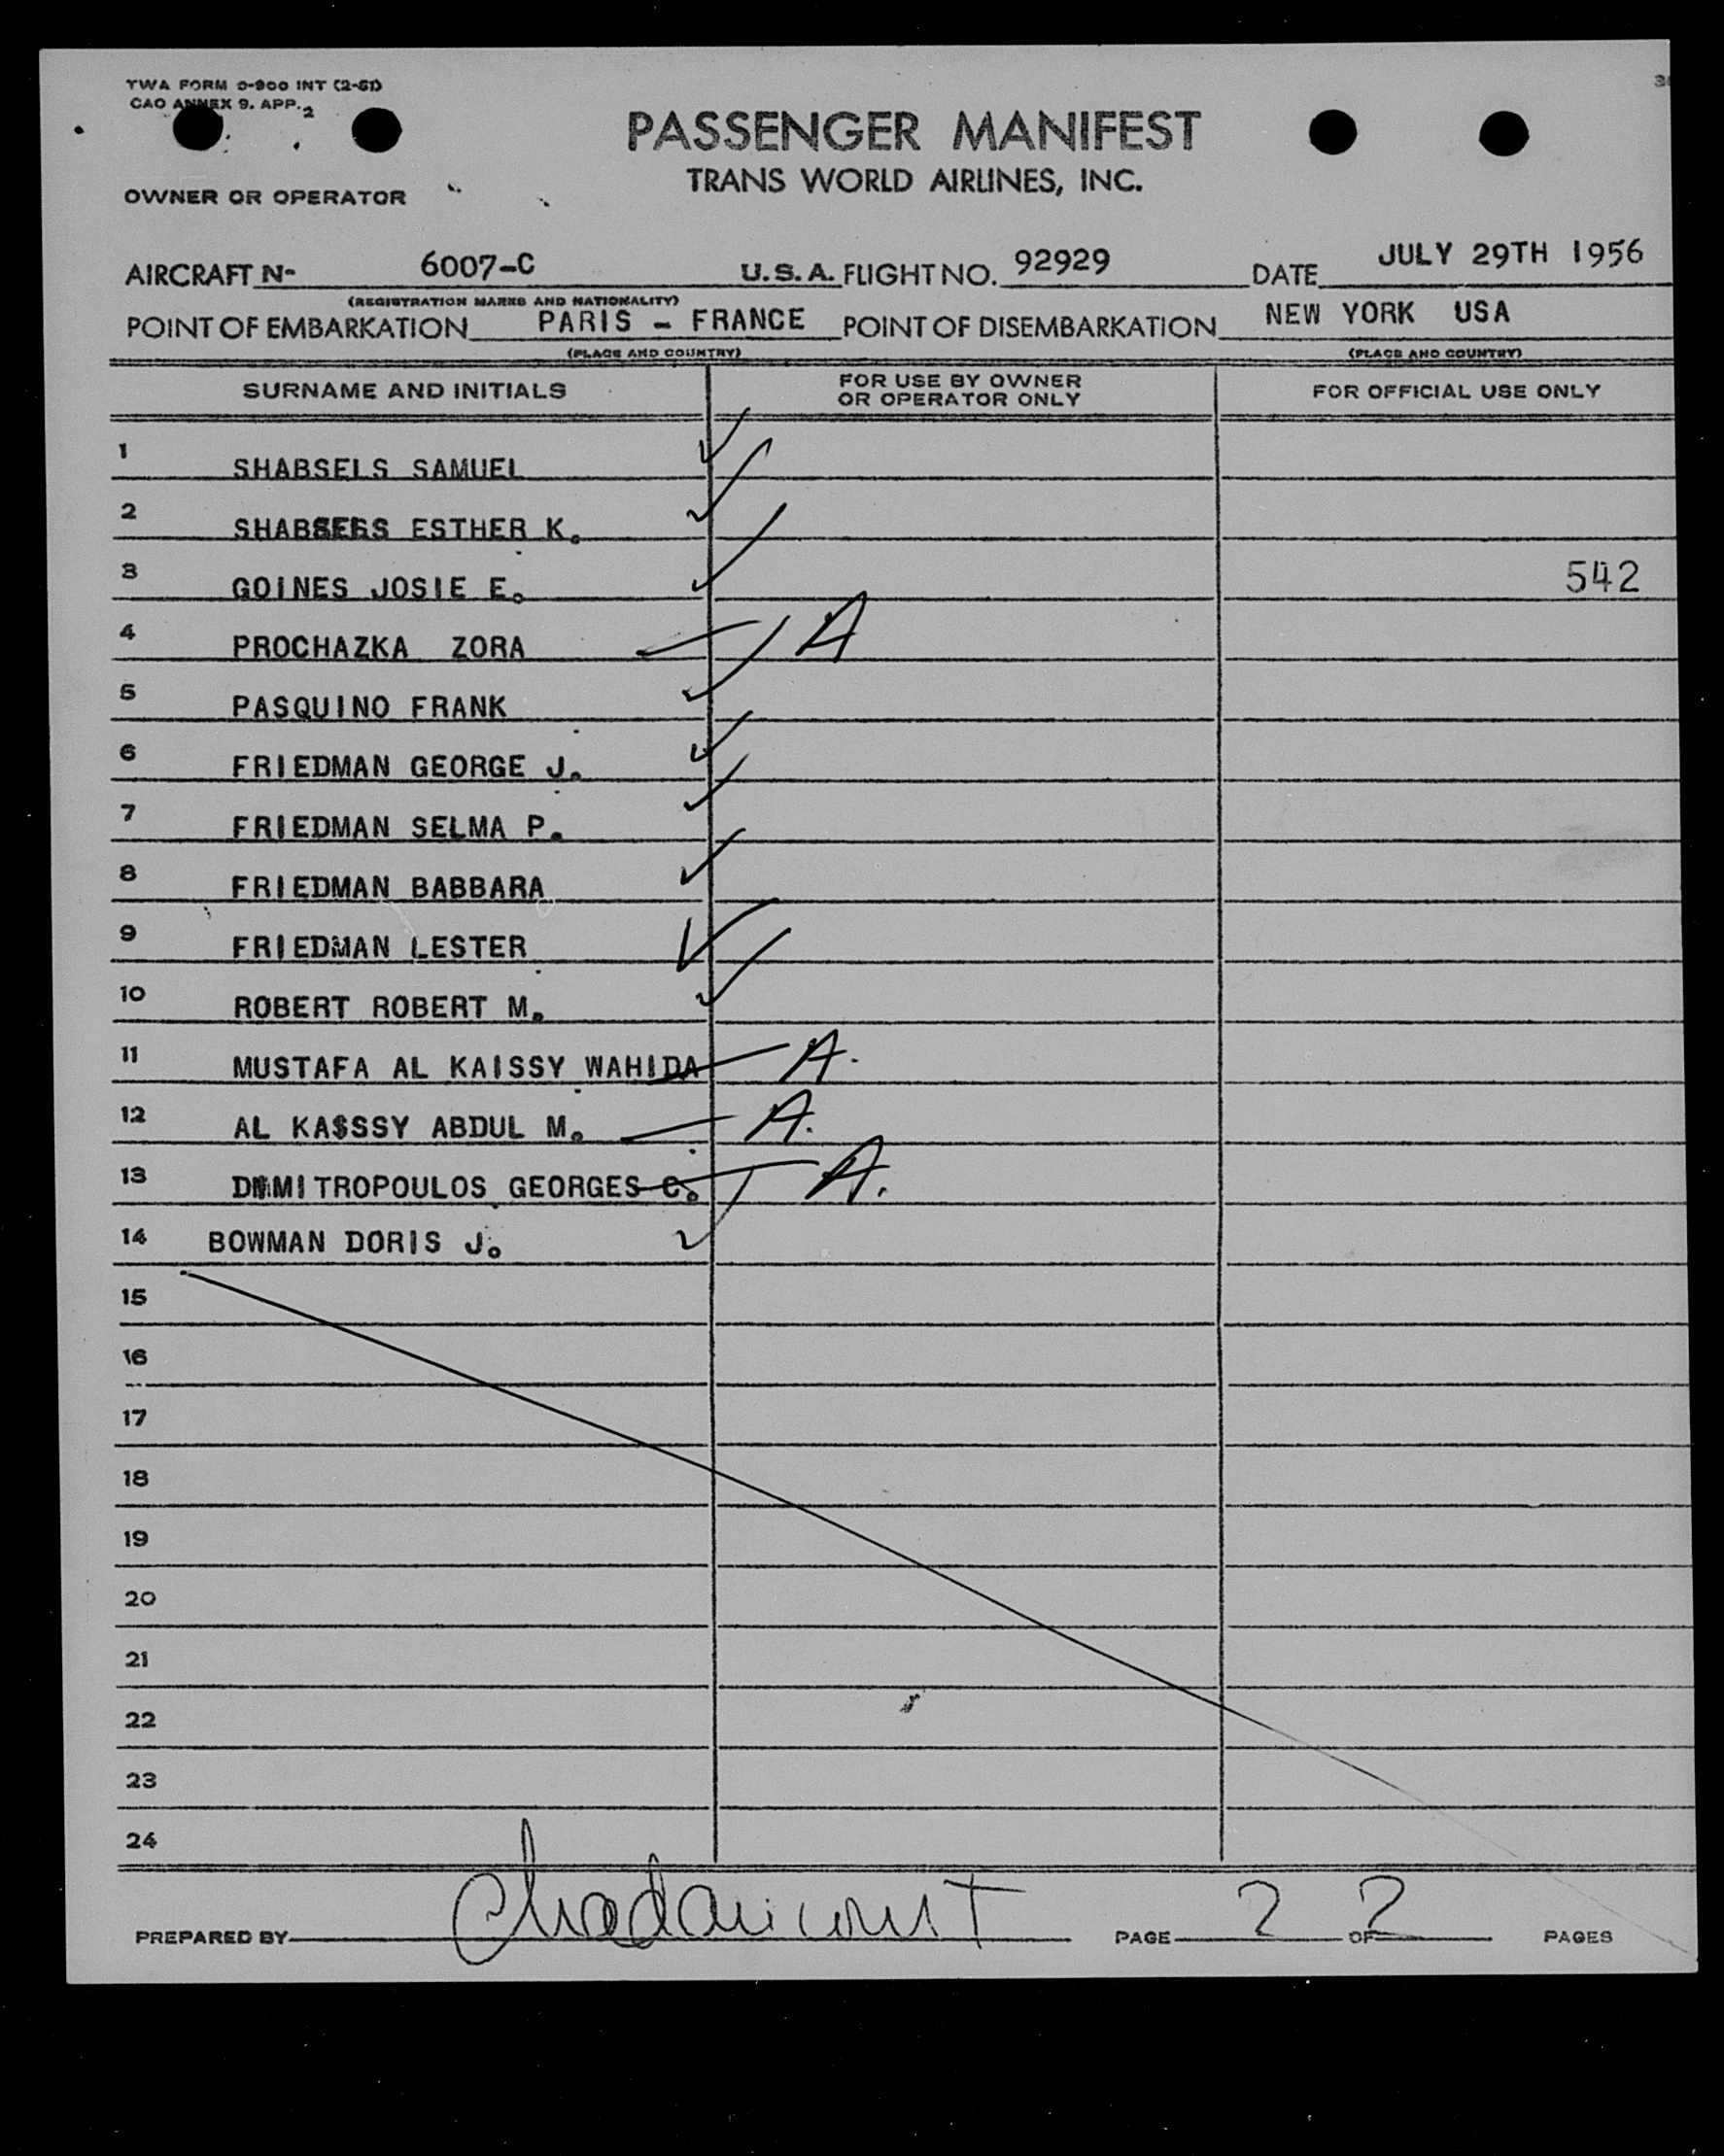 TWA FORM 0-900 INT (2-51)
CAO ANNEX 9. APP. 2
PASSENGER MANIFEST
TRANS WORLD AIRLINES, INC.
OWNER OR OPERATOR
AIRCRAFT N- 6007-C U.S.A. FLIGHT NO. 92929 DATE JULY 29TH 1956
(REGISTRATION MARKS AND NATIONALITY)
POINT OF EMBARKATION PARIS - FRANCE POINT OF DISEMBARKATION NEW YORK USA
(PLACE AND COUNTRY) (PLACE AND COUNTRY)
SURNAME AND INITIALS FOR USE BY OWNER OR OPERATOR ONLY FOR OFFICIAL USE ONLY
1 SHABSELS SAMUEL
2 ESTHER K.
3 GOINES JOSIE E. 542
4 PROCHAZKA ZORA A
5 PASQUINO FRANK
6 FRIEDMAN GEORGE J.
7 FRIEDMAN SELMA P.
8 FRIEDMAN BABBARA
9 FRIEDMAN LESTER
10 ROBERT ROBERT M.
11 MUSTAFA AL KAISSY WAHIDA A.
12 AL KA$SSY ABDUL M. A.
13 GEORGES C. A.
14 BOWMAN DORIS J.
15
16
17
18
19
20
21
22
23
24
PREPARED BY PAGE 2 OF 2 PAGES